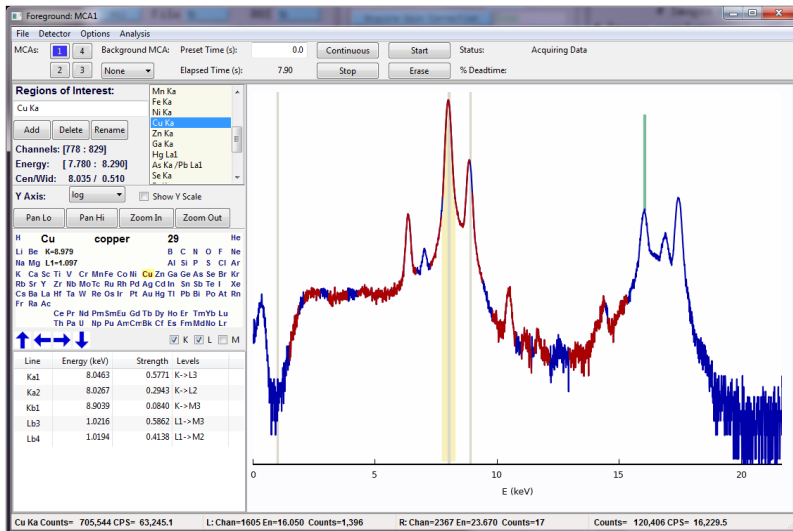 Foreground: MCA1
File Detector Options Analysis
MCAs: 1 4 Background MCA: Preset Time (s): 0.0 Continuous Start Status: Acquiring Data
2 3 None Elapsed Time (s): 7.90 Stop Erase % Deadtime:
Regions of Interest:
Cu Ka
Add Delete Rename
Channels: [778 : 829]
Energy: [ 7.780 : 8.290]
Cen/Wid: 8.035 / 0.510
Mn Ka
Fe Ka
Ni Ka
Cu Ka
Zn Ka
Ga Ka
Hg La1
As Ka /Pb La1
Se Ka
Y Axis: log Show Y Scale
Pan Lo Pan Hi Zoom In Zoom Out
H Cu copper 29 He
Li Be K=8.979 B C N O F Ne
Na Mg L1=1.097 Al Si P S Cl Ar
K Ca Sc Ti V Cr Mn Fe Co Ni Cu Zn Ga Ge As Se Br Kr
Rb Sr Y Zr Nb Mo Tc Ru Rh Pd Ag Cd In Sn Sb Te I Xe
Cs Ba La Hf Ta W Re Os Ir Pt Au Hg Tl Pb Bi Po At Rn
Fr Ra Ac
Ce Pr Nd Pm Sm Eu Gd Tb Dy Ho Er Tm Yb Lu
Th Pa U Np Pu Am Cm Bk Cf Es Fm Md No Lr
K L M
Line Energy (keV) Strength Levels
Ka1 8.0463 0.5771 K->L3
Ka2 8.0267 0.2943 K->L2
Kb1 8.9039 0.0840 K->M3
Lb3 1.0216 0.5862 L1->M3
Lb4 1.0194 0.4138 L1->M2
0 5 10 15 20
E (keV)
Cu Ka Counts= 705,544 CPS= 63,245.1 L: Chan=1605 En=16.050 Counts=1,396 R: Chan=2367 En=23.670 Counts=17 Counts= 120,406 CPS= 16,229.5